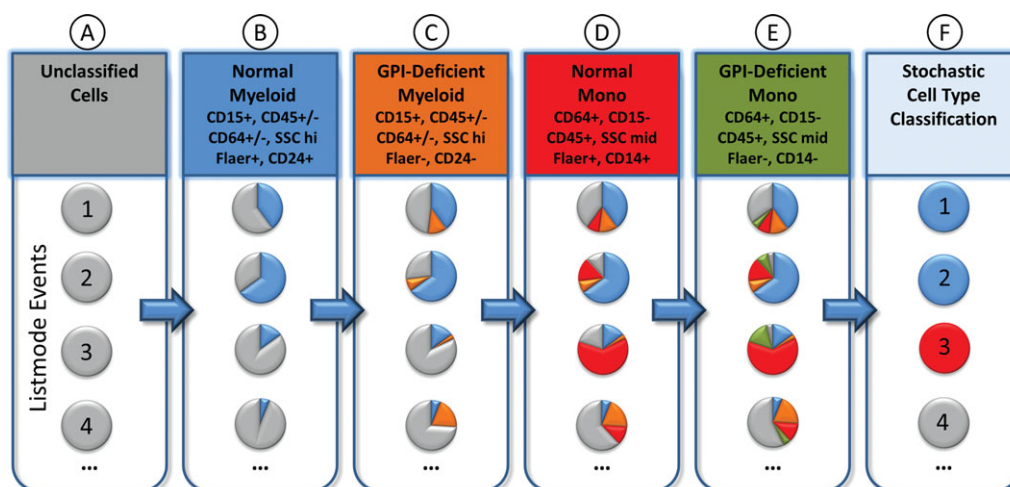 A
B
C
D
E
F
Unclassified
Cells
Normal
Myeloid
CD15+, CD45+/-
CD64+/-, SSC hi
Flaer+, CD24+
GPI-Deficient
Myeloid
CD15+, CD45+/-
CD64+/-, SSC hi
Flaer-, CD24-
Normal
Mono
CD64+, CD15-
CD45+, SSC mid
Flaer+, CD14+
GPI-Deficient
Mono
CD64+, CD15-
CD45+, SSC mid
Flaer-, CD14-
Stochastic
Cell Type
Classification
Listmode Events
1
2
3
4
...
...
...
...
...
1
2
3
4
...